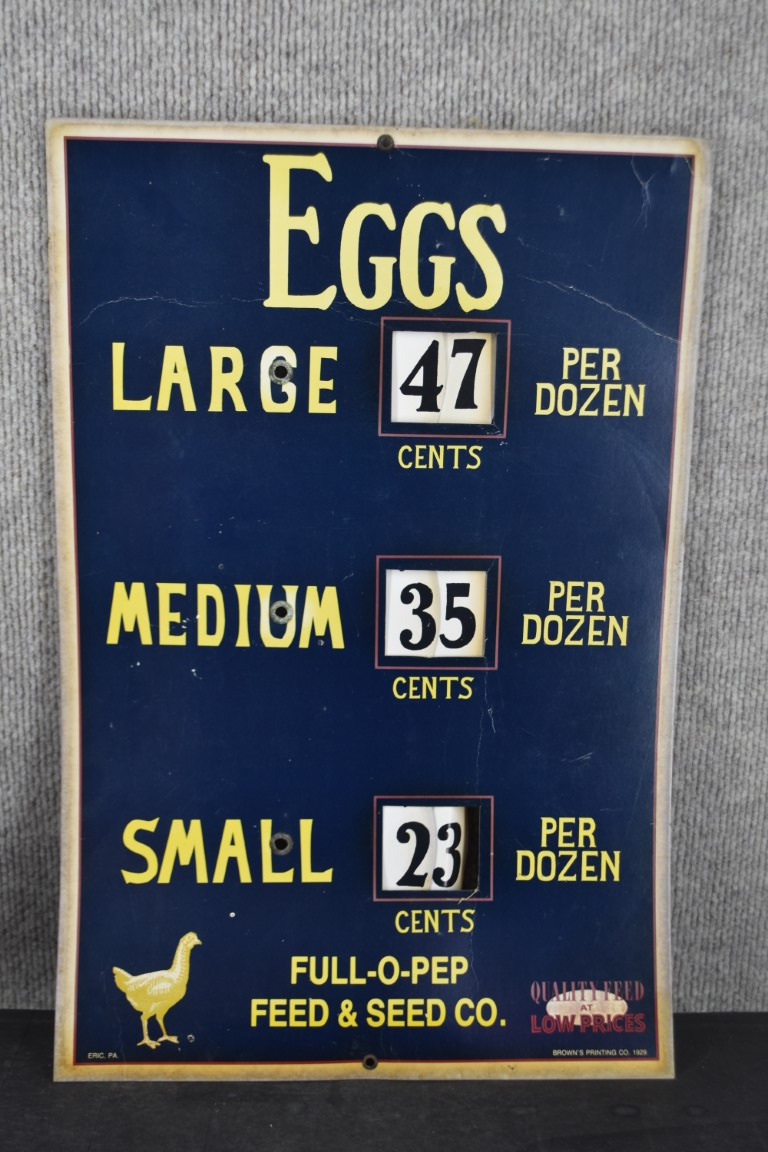 EGGS
LARGE 47 PER DOZEN
CENTS
MEDIUM 35 PER DOZEN
CENTS
SMALL 23 PER DOZEN
CENTS
FULL-O-PEP
FEED & SEED CO.
QUALITY FEED
AT
LOW PRICES
ERIC, PA.
BROWN'S PRINTING CO. 1929